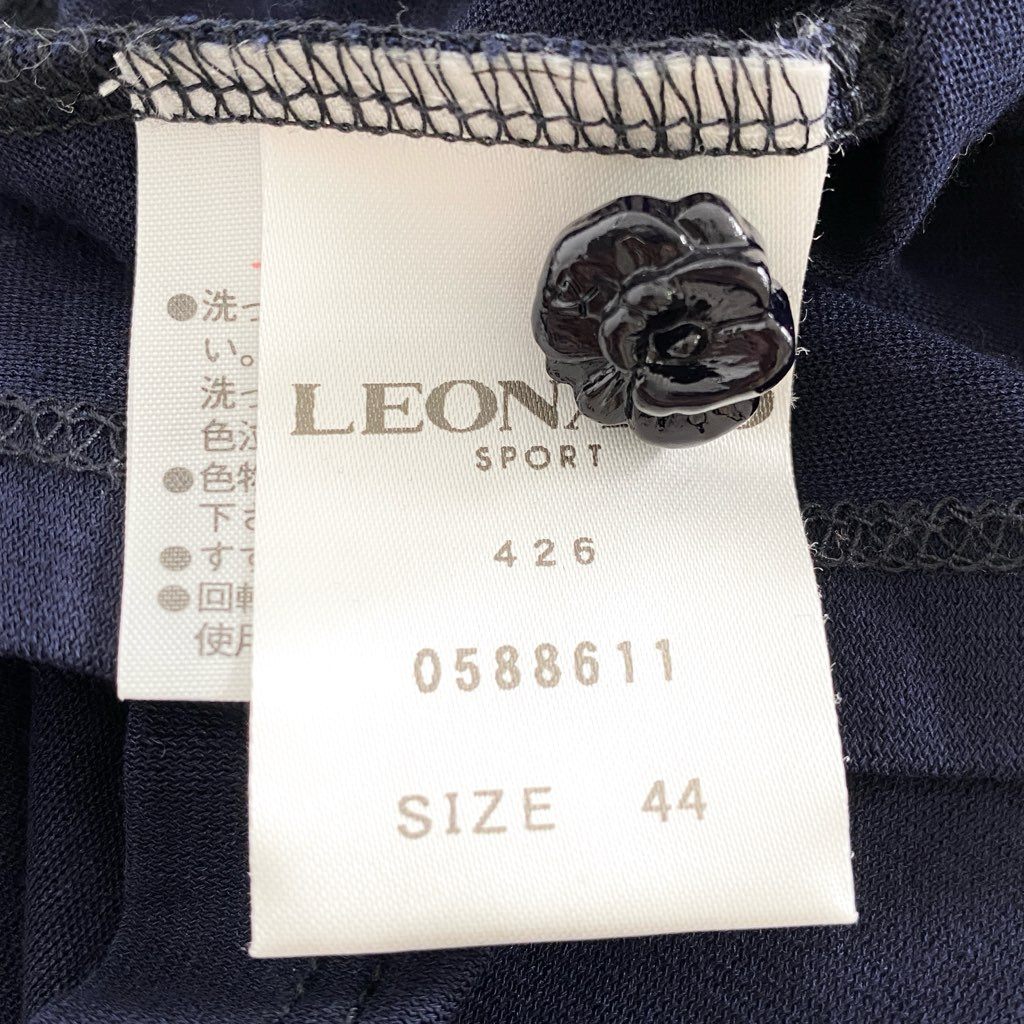 LEON
SPORT
426
0588611
SIZE 44
●洗っ
い。
洗っ
色泣
●色物
下さ
●すす
●回転
使用